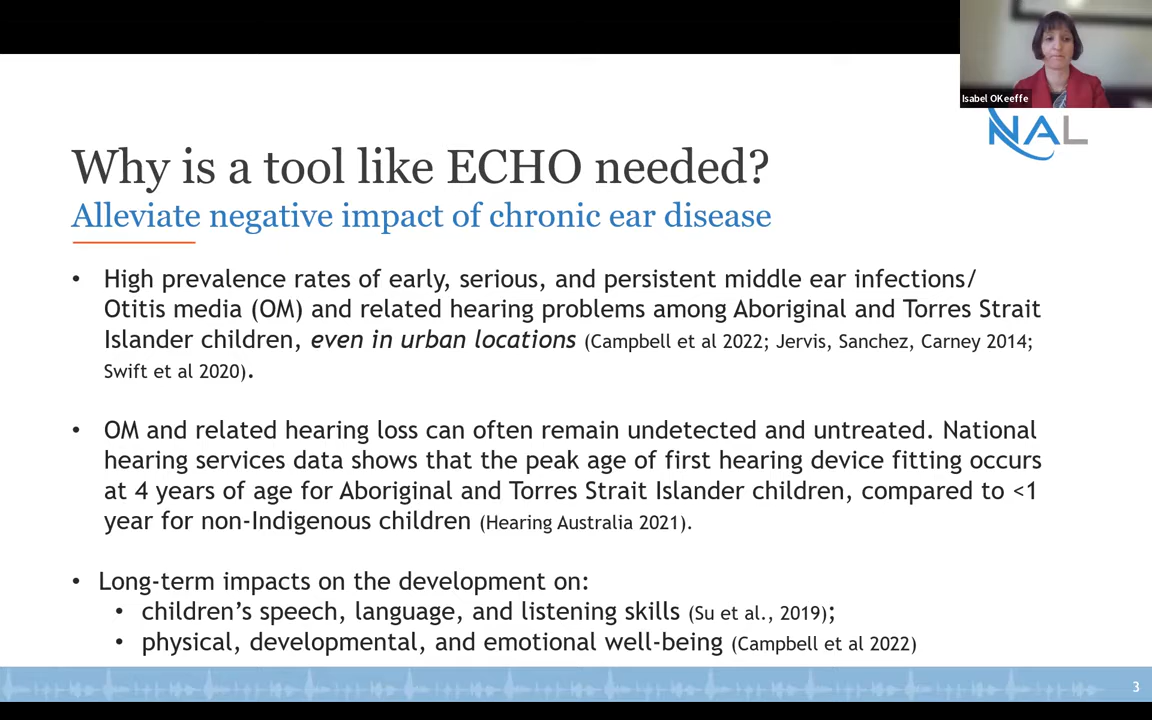 Isabel OKeeffe
NAL
Why is a tool like ECHO needed?
Alleviate negative impact of chronic ear disease
• High prevalence rates of early, serious, and persistent middle ear infections/
Otitis media (OM) and related hearing problems among Aboriginal and Torres Strait
Islander children, even in urban locations (Campbell et al 2022; Jervis, Sanchez, Carney 2014;
Swift et al 2020).
• OM and related hearing loss can often remain undetected and untreated. National
hearing services data shows that the peak age of first hearing device fitting occurs
at 4 years of age for Aboriginal and Torres Strait Islander children, compared to <1
year for non-Indigenous children (Hearing Australia 2021).
• Long-term impacts on the development on:
• children’s speech, language, and listening skills (Su et al., 2019);
• physical, developmental, and emotional well-being (Campbell et al 2022)
3